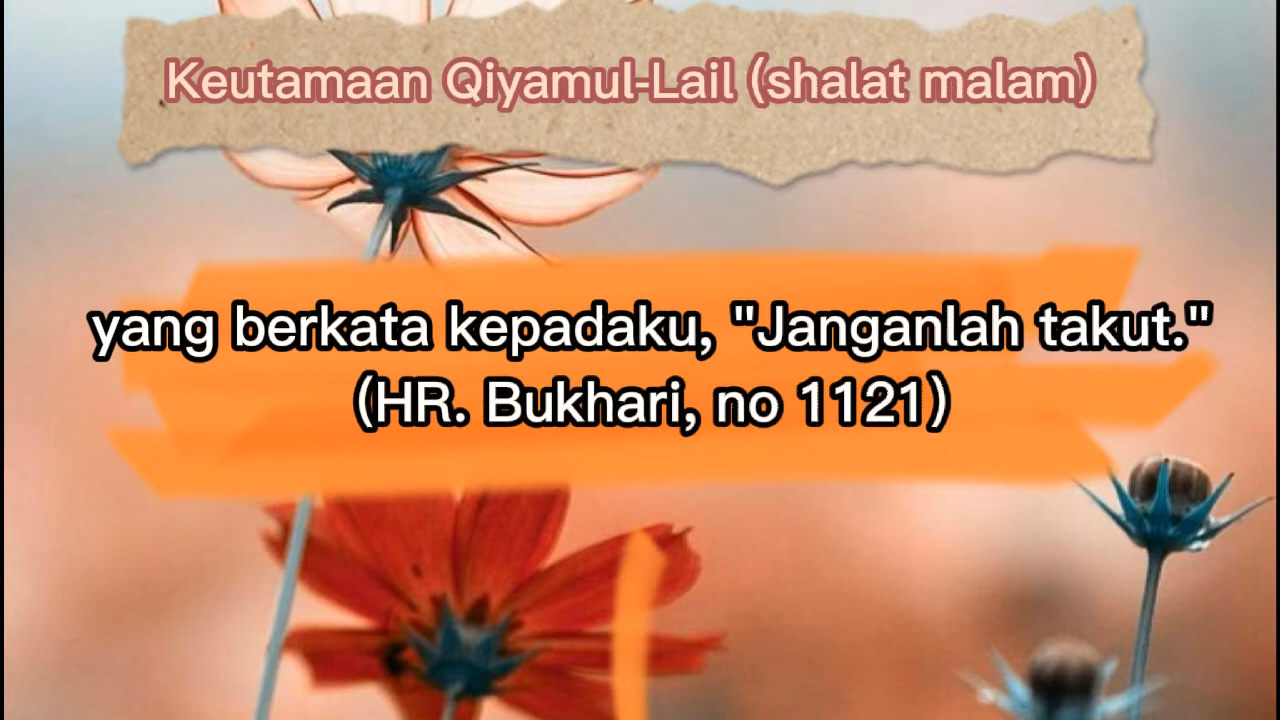 Keutamaan Qiyamul-Lail (shalat malam)
yang berkata kepadaku, "Janganlah takut."
(HR. Bukhari, no 1121)